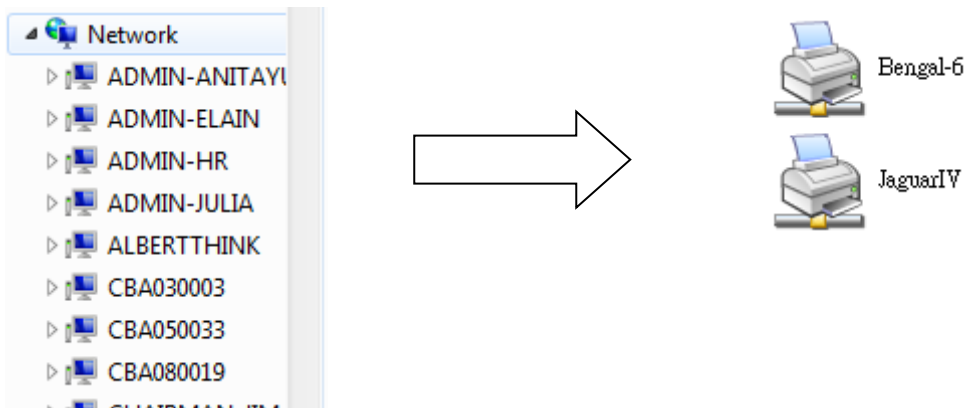 Network
ADMIN-ANITAYU
ADMIN-ELAIN
ADMIN-HR
ADMIN-JULIA
ALBERTTHINK
CBA030003
CBA050033
CBA080019
Bengal-6
JaguarIV